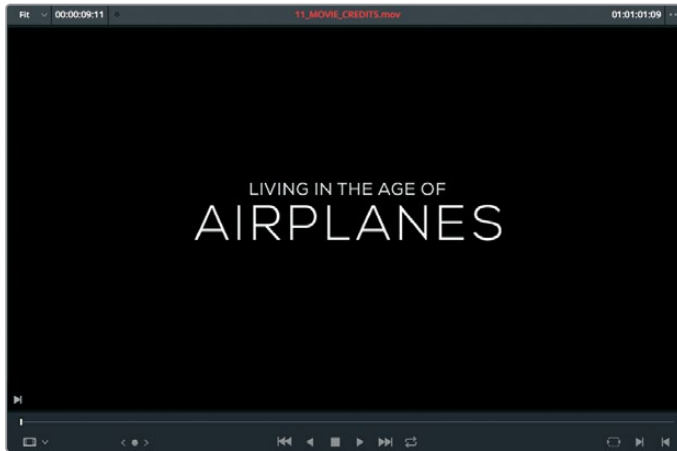 Fit 00:00:09:11 11_MOVIE_CREDITS.mov 01:01:01:09
LIVING IN THE AGE OF
AIRPLANES